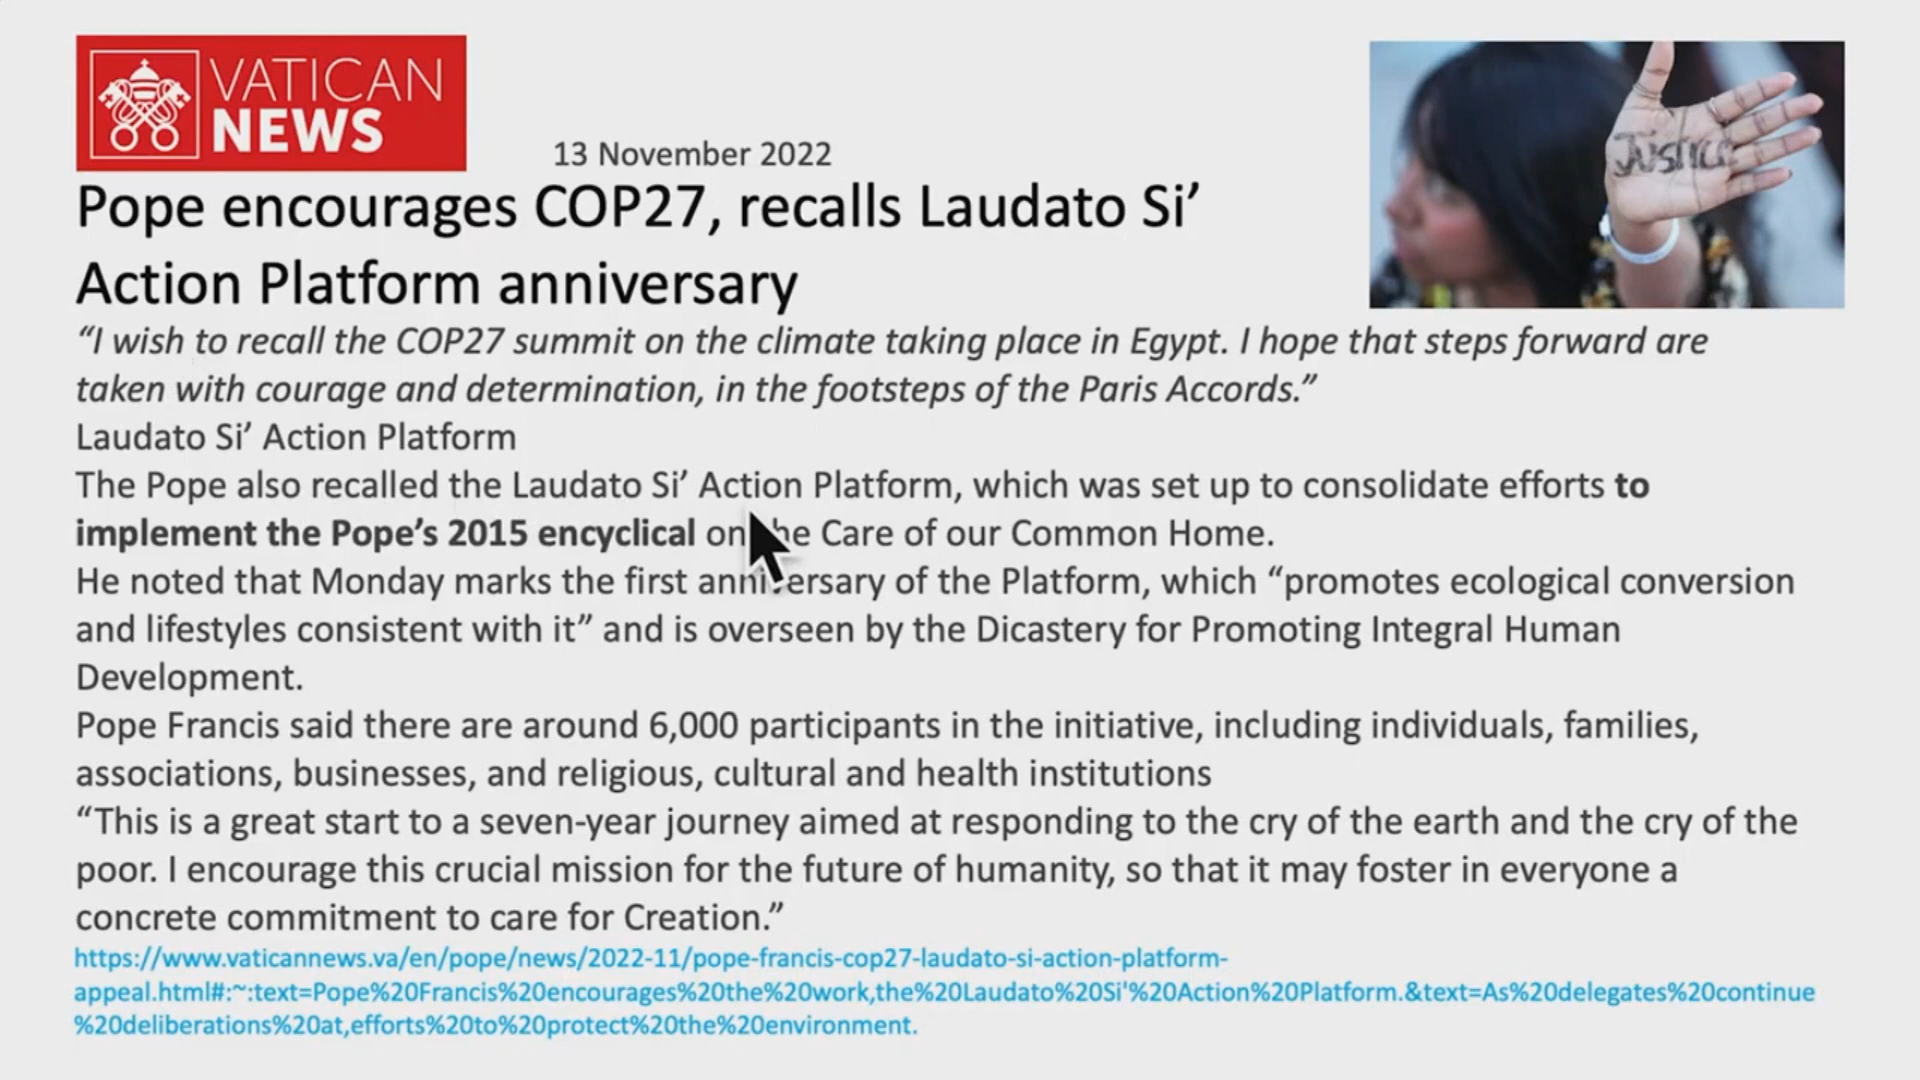 VATICAN
NEWS
13 November 2022
Justice
Pope encourages COP27, recalls Laudato Si’
Action Platform anniversary
“I wish to recall the COP27 summit on the climate taking place in Egypt. I hope that steps forward are
taken with courage and determination, in the footsteps of the Paris Accords.”
Laudato Si’ Action Platform
The Pope also recalled the Laudato Si’ Action Platform, which was set up to consolidate efforts to
implement the Pope’s 2015 encyclical on the Care of our Common Home.
He noted that Monday marks the first anniversary of the Platform, which “promotes ecological conversion
and lifestyles consistent with it” and is overseen by the Dicastery for Promoting Integral Human
Development.
Pope Francis said there are around 6,000 participants in the initiative, including individuals, families,
associations, businesses, and religious, cultural and health institutions
“This is a great start to a seven-year journey aimed at responding to the cry of the earth and the cry of the
poor. I encourage this crucial mission for the future of humanity, so that it may foster in everyone a
concrete commitment to care for Creation.”
https://www.vaticannews.va/en/pope/news/2022-11/pope-francis-cop27-laudato-si-action-platform-
appeal.html#:~:text=Pope%20Francis%20encourages%20the%20work,the%20Laudato%20Si'%20Action%20Platform.&text=As%20delegates%20continue
%20deliberations%20at,efforts%20to%20protect%20the%20environment.